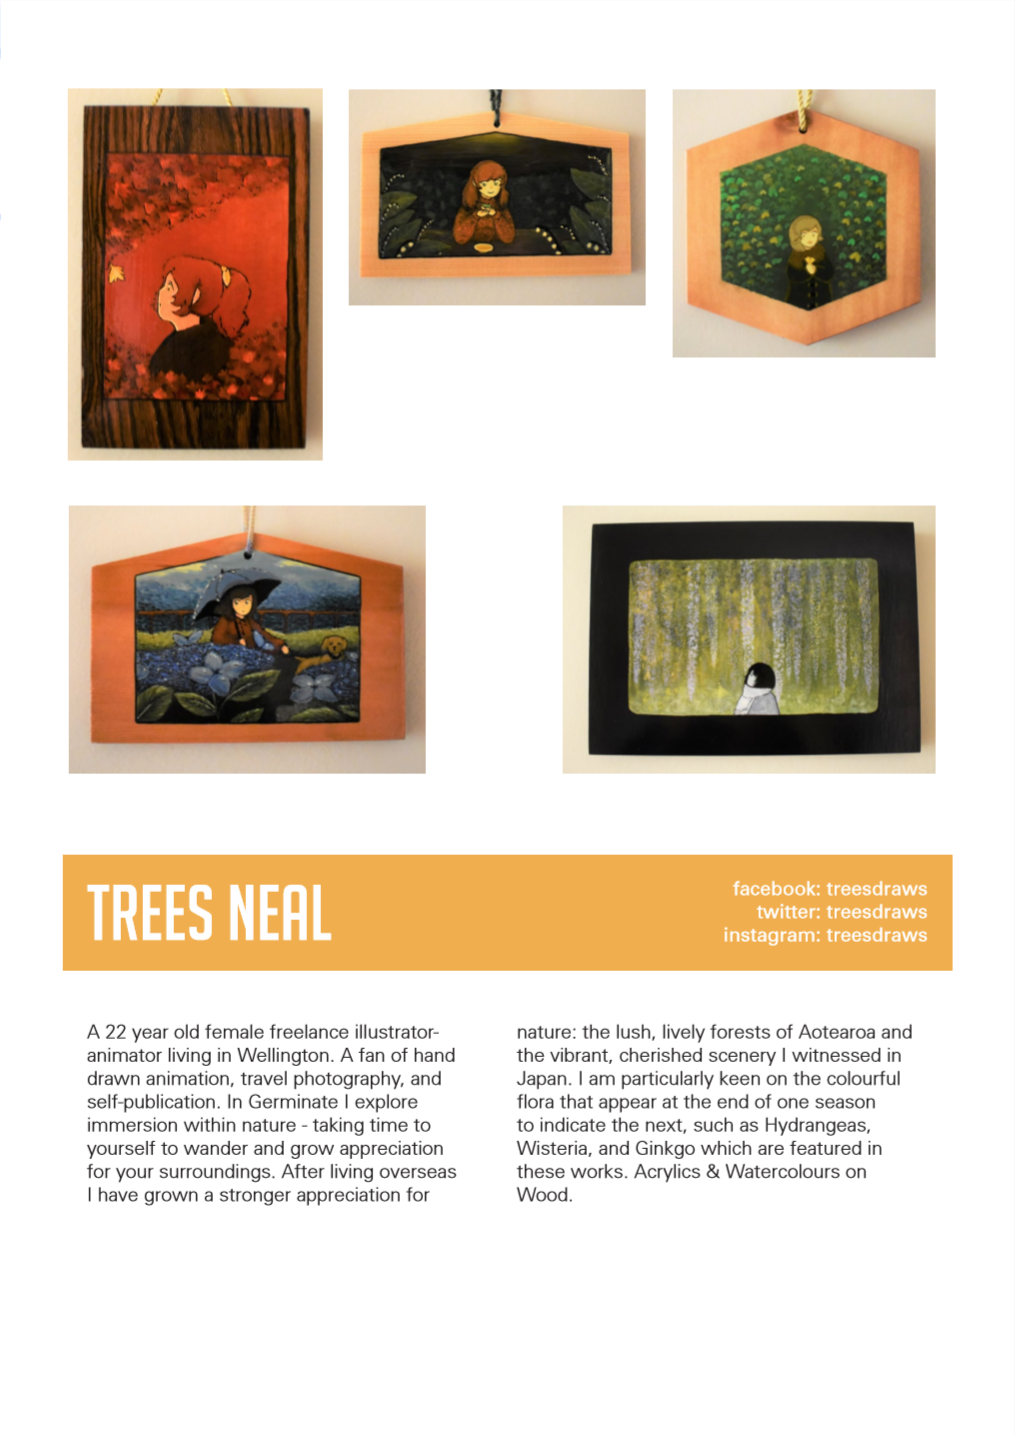 TREES NEAL
facebook: treesdraws
twitter: treesdraws
instagram: treesdraws
A 22 year old female freelance illustrator-
animator living in Wellington. A fan of hand
drawn animation, travel photography, and
self-publication. In Germinate I explore
immersion within nature - taking time to
yourself to wander and grow appreciation
for your surroundings. After living overseas
I have grown a stronger appreciation for
nature: the lush, lively forests of Aotearoa and
the vibrant, cherished scenery I witnessed in
Japan. I am particularly keen on the colourful
flora that appear at the end of one season
to indicate the next, such as Hydrangeas,
Wisteria, and Ginkgo which are featured in
these works. Acrylics & Watercolours on
Wood.